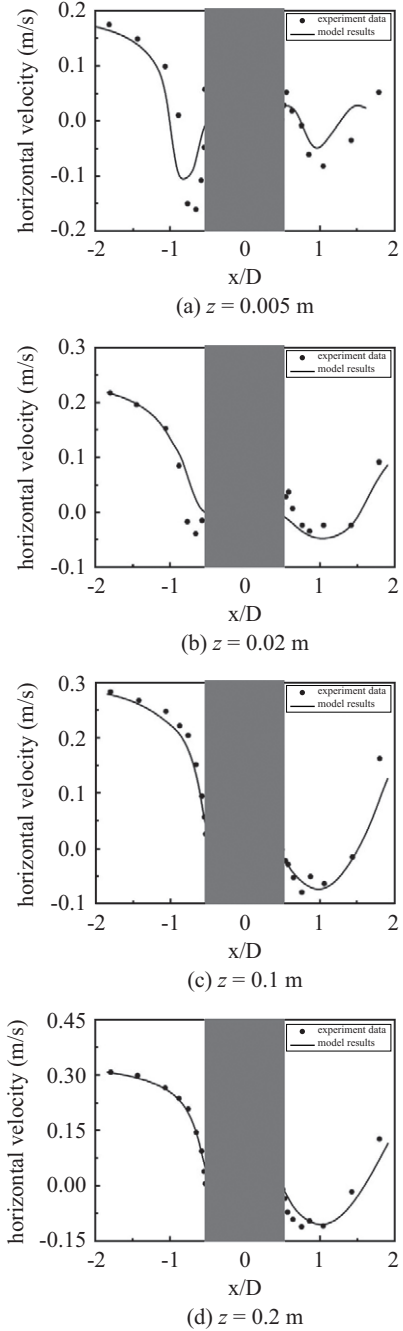 experiment data
model results
0.2
0.1
0.0
-0.1
0.2
horizontal velocity (m/s)
-2 -1 0 1 2
x/D
(a) z = 0.005 m
experiment data
model results
0.3
0.2
0.1
0.0
-0.1
horizontal velocity (m/s)
-2 -1 0 1 2
x/D
(b) z = 0.02 m
experiment data
model results
0.3
0.2
0.1
0.0
-0.1
horizontal velocity (m/s)
-2 -1 0 1 2
x/D
(c) z = 0.1 m
experiment data
model results
0.45
0.30
0.15
0.00
-0.15
horizontal velocity (m/s)
-2 -1 0 1 2
x/D
(d) z = 0.2 m